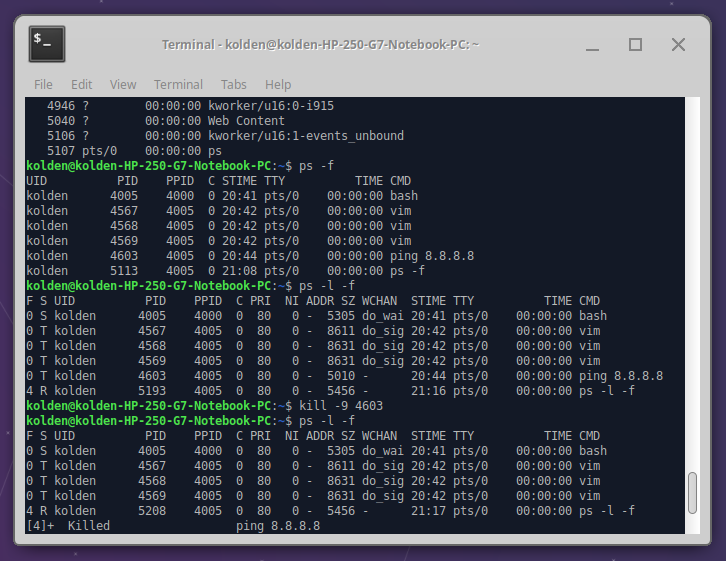 $ _
Terminal - kolden@kolden-HP-250-G7-Notebook-PC: ~
File Edit View Terminal Tabs Help
4946 ? 00:00:00 kworker/u16:0-i915
5040 ? 00:00:00 Web Content
5106 ? 00:00:00 kworker/u16:1-events_unbound
5107 pts/0 00:00:00 ps
kolden@kolden-HP-250-G7-Notebook-PC:~$ ps -f
UID PID PPID C STIME TTY TIME CMD
kolden 4005 4000 0 20:41 pts/0 00:00:00 bash
kolden 4567 4005 0 20:42 pts/0 00:00:00 vim
kolden 4568 4005 0 20:42 pts/0 00:00:00 vim
kolden 4569 4005 0 20:42 pts/0 00:00:00 vim
kolden 4603 4005 0 20:44 pts/0 00:00:00 ping 8.8.8.8
kolden 5113 4005 0 21:08 pts/0 00:00:00 ps -f
kolden@kolden-HP-250-G7-Notebook-PC:~$ ps -l -f
F S UID PID PPID C PRI NI ADDR SZ WCHAN STIME TTY TIME CMD
0 S kolden 4005 4000 0 80 0 - 5305 do_wai 20:41 pts/0 00:00:00 bash
0 T kolden 4567 4005 0 80 0 - 8611 do_sig 20:42 pts/0 00:00:00 vim
0 T kolden 4568 4005 0 80 0 - 8631 do_sig 20:42 pts/0 00:00:00 vim
0 T kolden 4569 4005 0 80 0 - 8631 do_sig 20:42 pts/0 00:00:00 vim
0 T kolden 4603 4005 0 80 0 - 5010 - 20:44 pts/0 00:00:00 ping 8.8.8.8
4 R kolden 5193 4005 0 80 0 - 5456 - 21:16 pts/0 00:00:00 ps -l -f
kolden@kolden-HP-250-G7-Notebook-PC:~$ kill -9 4603
kolden@kolden-HP-250-G7-Notebook-PC:~$ ps -l -f
F S UID PID PPID C PRI NI ADDR SZ WCHAN STIME TTY TIME CMD
0 S kolden 4005 4000 0 80 0 - 5305 do_wai 20:41 pts/0 00:00:00 bash
0 T kolden 4567 4005 0 80 0 - 8611 do_sig 20:42 pts/0 00:00:00 vim
0 T kolden 4568 4005 0 80 0 - 8631 do_sig 20:42 pts/0 00:00:00 vim
0 T kolden 4569 4005 0 80 0 - 8631 do_sig 20:42 pts/0 00:00:00 vim
4 R kolden 5208 4005 0 80 0 - 5456 - 21:17 pts/0 00:00:00 ps -l -f
[4]+ Killed ping 8.8.8.8